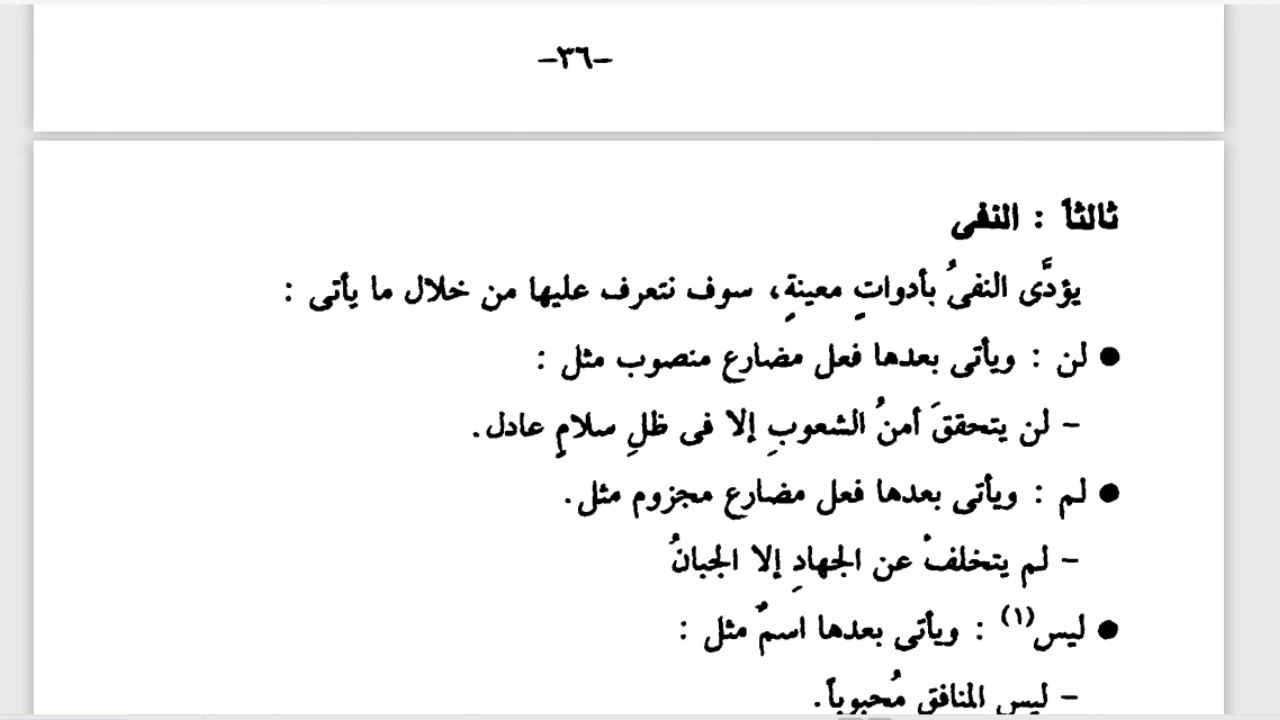 -٣٦-
ثالثاً : النفى
يؤدَّى النفىُ بأدواتٍ معينةٍ، سوف نتعرف عليها من خلال ما يأتى :
● لن : ويأتى بعدها فعل مضارع منصوب مثل :
- لن يتحققَ أمنُ الشعوبِ إلا فى ظلِ سلامٍ عادل.
● لم : ويأتى بعدها فعل مضارع مجزوم مثل.
- لم يتخلفْ عن الجهادِ إلا الجبانُ
● ليس(١) : ويأتى بعدها اسمٌ مثل :
- ليس المنافق مُحبوباً.